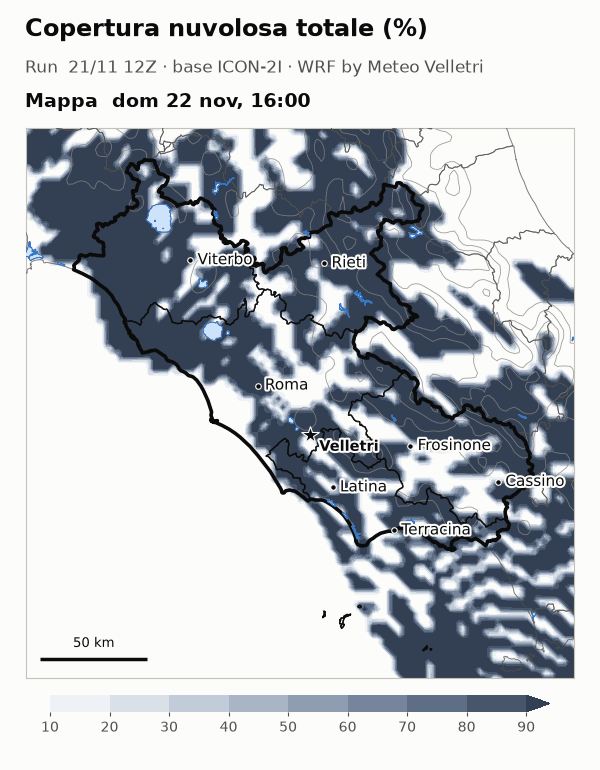 Copertura nuvolosa totale (%)
Run  21/11 12Z · base ICON-2I · WRF by Meteo Velletri
Mappa  dom 22 nov, 16:00
Viterbo
Rieti
Roma
Velletri
Frosinone
Cassino
Latina
Terracina
50 km
10 20 30 40 50 60 70 80 90